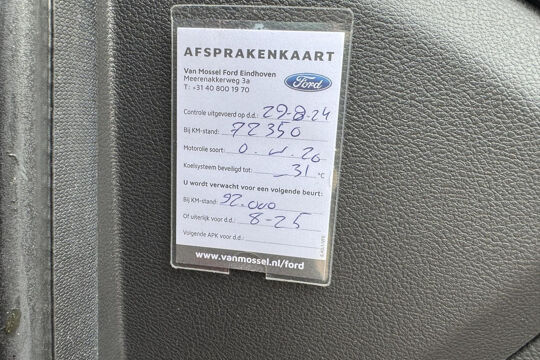 AFSPRAKENKAART
Van Mossel Ford Eindhoven
Meerenakkerweg 3a
T: +31 40 800 19 70
Ford
Controle uitgevoerd op d.d.: 29-8-24
Bij KM-stand: 72350
Motorolie soort: 0. w. 20
Koelsysteem beveiligd tot: -31 °C
U wordt verwacht voor een volgende beurt:
Bij KM-stand: 92.000
Of uiterlijk voor d.d.: 8-25
Volgende APK voor d.d.:
www.vanmossel.nl/ford